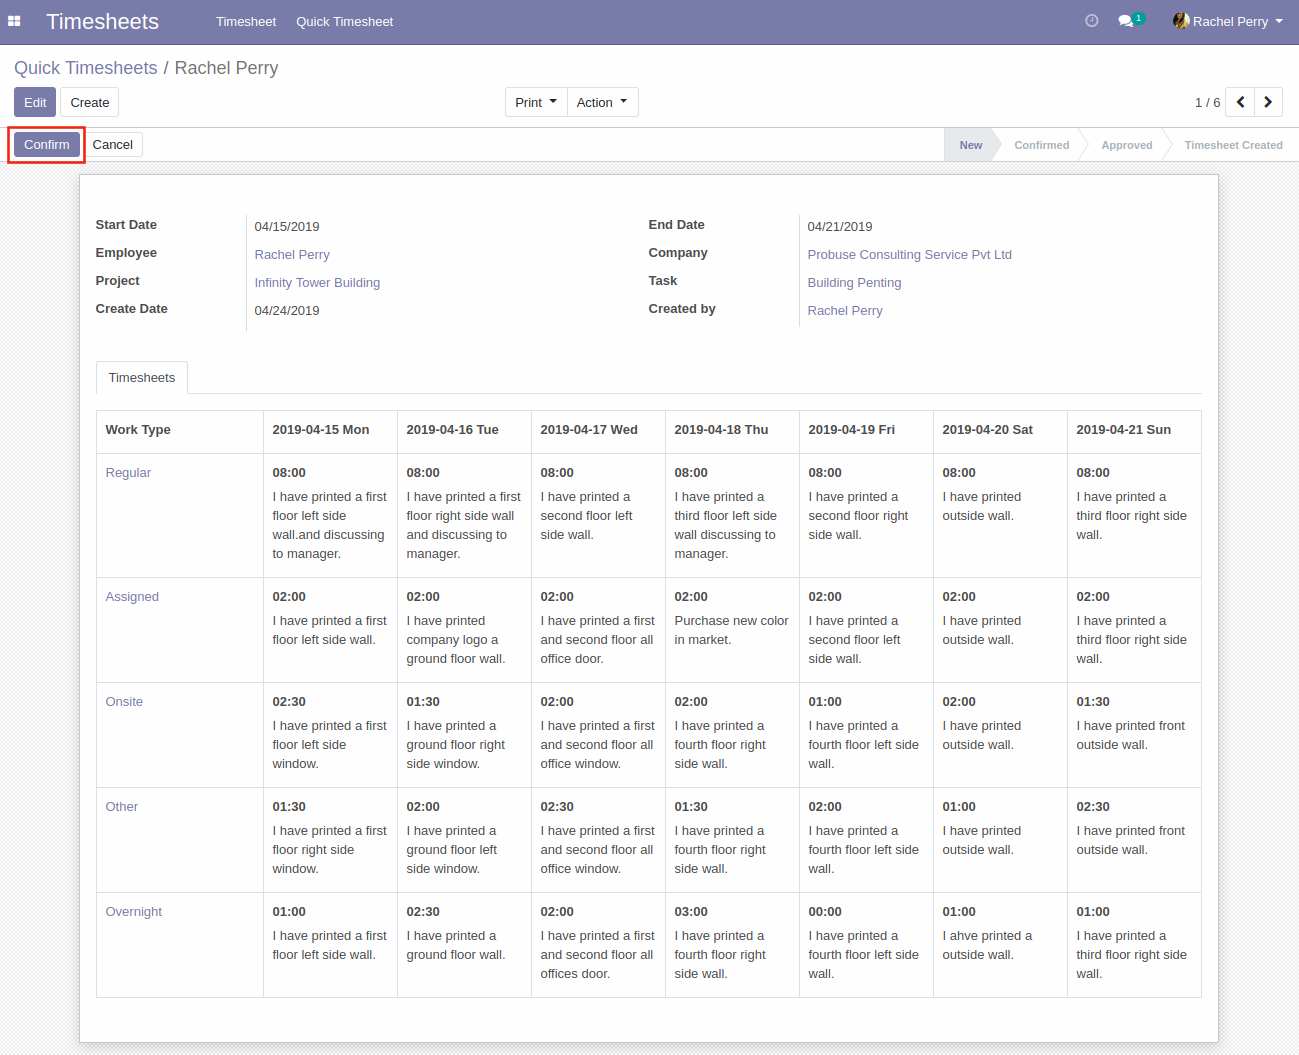 Timesheets Timesheet Quick Timesheet 1 Rachel Perry
Quick Timesheets / Rachel Perry
Edit Create Print Action 1 / 6
Confirm Cancel New Confirmed Approved Timesheet Created
Start Date 04/15/2019 End Date 04/21/2019
Employee Rachel Perry Company Probuse Consulting Service Pvt Ltd
Project Infinity Tower Building Task Building Penting
Create Date 04/24/2019 Created by Rachel Perry
Timesheets
Work Type 2019-04-15 Mon 2019-04-16 Tue 2019-04-17 Wed 2019-04-18 Thu 2019-04-19 Fri 2019-04-20 Sat 2019-04-21 Sun
Regular 08:00 08:00 08:00 08:00 08:00 08:00 08:00
I have printed a first I have printed a first I have printed a I have printed a I have printed a I have printed I have printed a
floor left side floor right side wall second floor left third floor left side second floor right outside wall. third floor right side
wall.and discussing and discussing to side wall. wall discussing to side wall. wall.
to manager. manager. manager.
Assigned 02:00 02:00 02:00 02:00 02:00 02:00 02:00
I have printed a first I have printed I have printed a first Purchase new color I have printed a I have printed I have printed a
floor left side wall. company logo a and second floor all in market. second floor left outside wall. third floor right side
ground floor wall. office door. side wall. wall.
Onsite 02:30 01:30 02:00 02:00 01:00 02:00 01:30
I have printed a first I have printed a I have printed a first I have printed a I have printed a I have printed I have printed front
floor left side ground floor right and second floor all fourth floor right fourth floor left side outside wall. outside wall.
window. side window. office window. side wall. wall.
Other 01:30 02:00 02:30 01:30 02:00 01:00 02:30
I have printed a first I have printed a I have printed a first I have printed a I have printed a I have printed I have printed front
floor right side ground floor left and second floor all fourth floor right fourth floor left side outside wall. outside wall.
window. side window. office window. side wall. wall.
Overnight 01:00 02:30 02:00 03:00 00:00 01:00 01:00
I have printed a first I have printed a I have printed a first I have printed a I have printed a I ahve printed a I have printed a
floor left side wall. ground floor wall. and second floor all fourth floor right fourth floor left side outside wall. third floor right side
offices door. side wall. wall. wall.